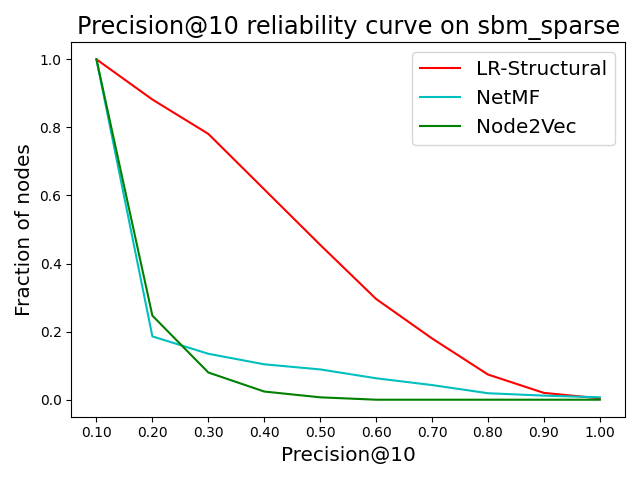 Precision@10 reliability curve on sbm_sparse
LR-Structural
NetMF
Node2Vec
Fraction of nodes
1.0
0.8
0.6
0.4
0.2
0.0
0.10 0.20 0.30 0.40 0.50 0.60 0.70 0.80 0.90 1.00
Precision@10